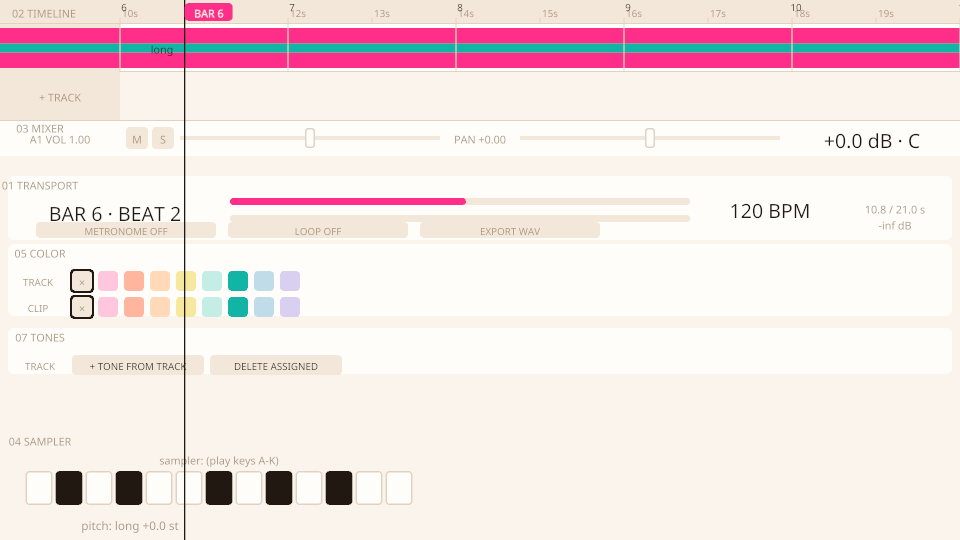 02 TIMELINE
6 7 8 9 10
10s BAR 6 12s 13s 14s 15s 16s 17s 18s 19s
long
+ TRACK
03 MIXER
A1 VOL 1.00 M S PAN +0.00 +0.0 dB · C
01 TRANSPORT
BAR 6 · BEAT 2 120 BPM 10.8 / 21.0 s
-inf dB
METRONOME OFF LOOP OFF EXPORT WAV
05 COLOR
TRACK ×
CLIP ×
07 TONES
TRACK + TONE FROM TRACK DELETE ASSIGNED
04 SAMPLER
sampler: (play keys A-K)
pitch: long +0.0 st